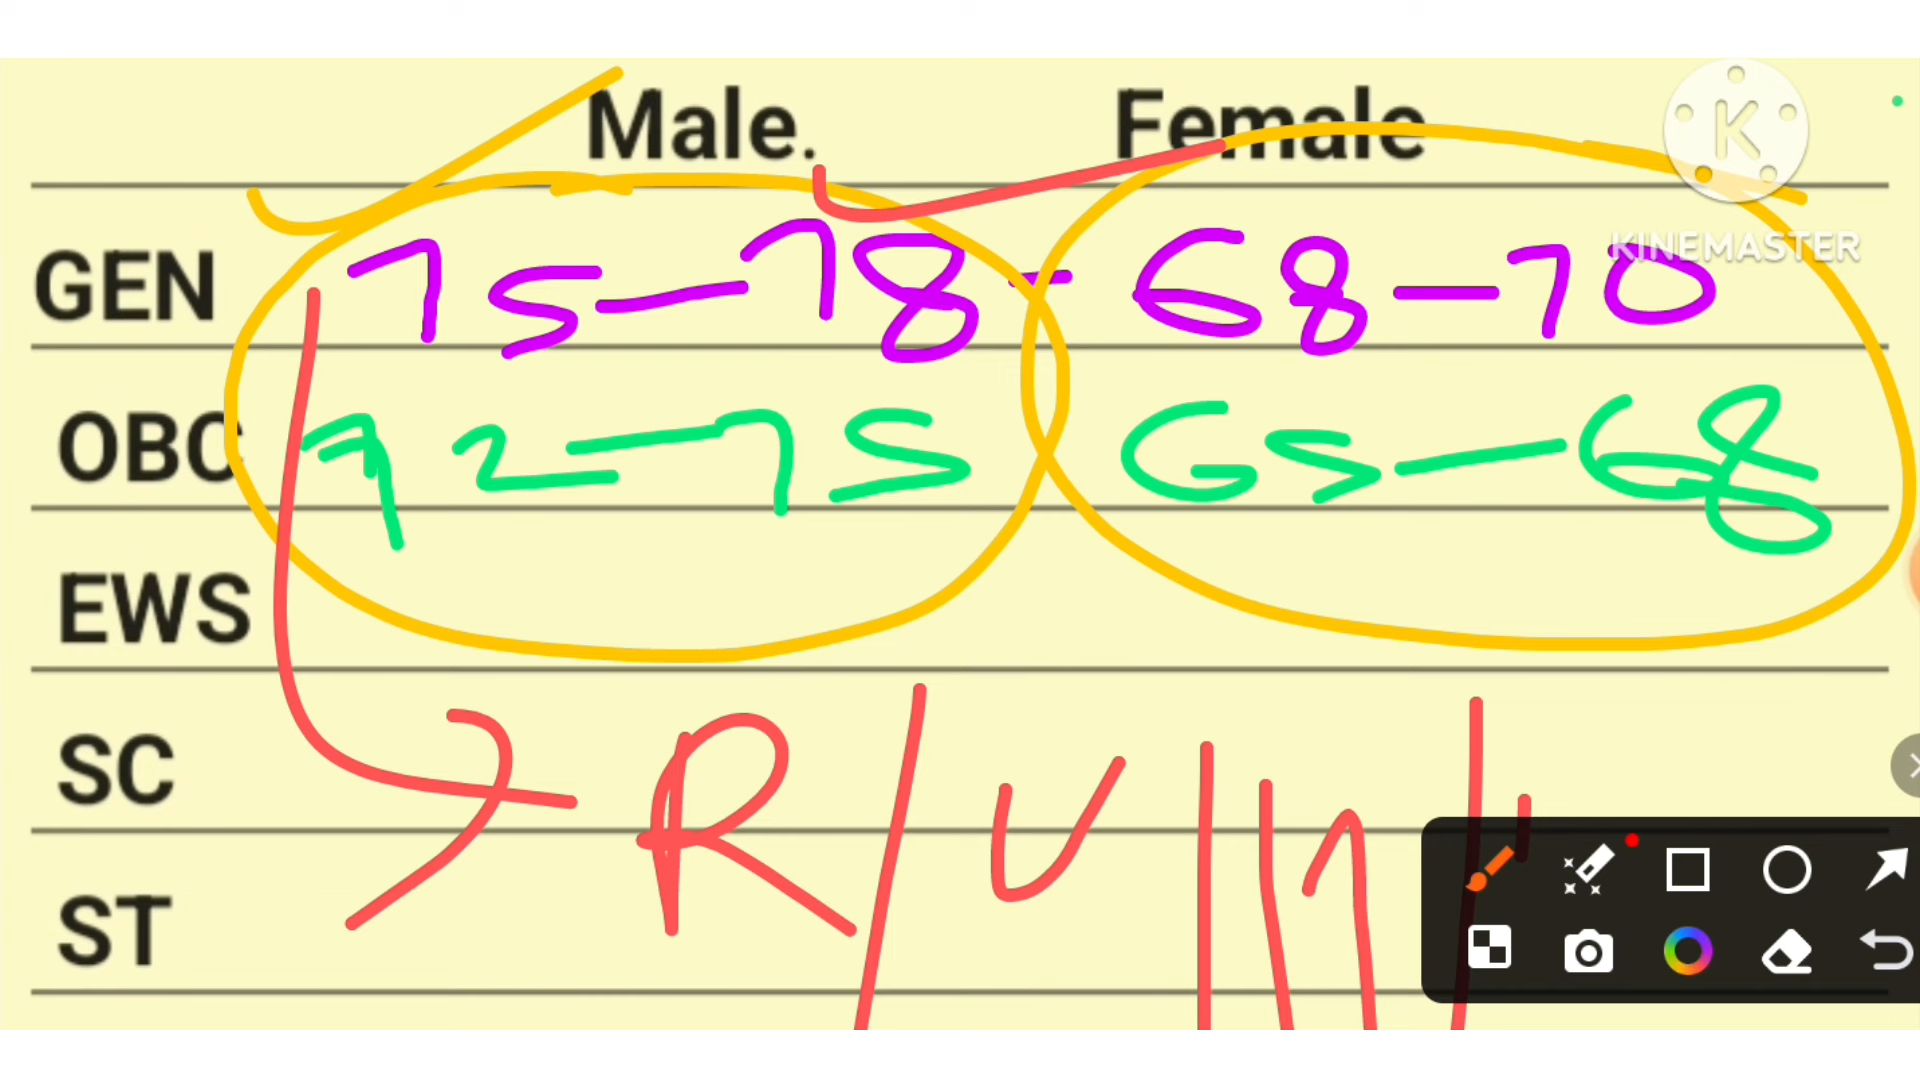 Male. Female
KINEMASTER
GEN 75-78 - 68-70
OBC 72-75 65-68
EWS
SC
ST